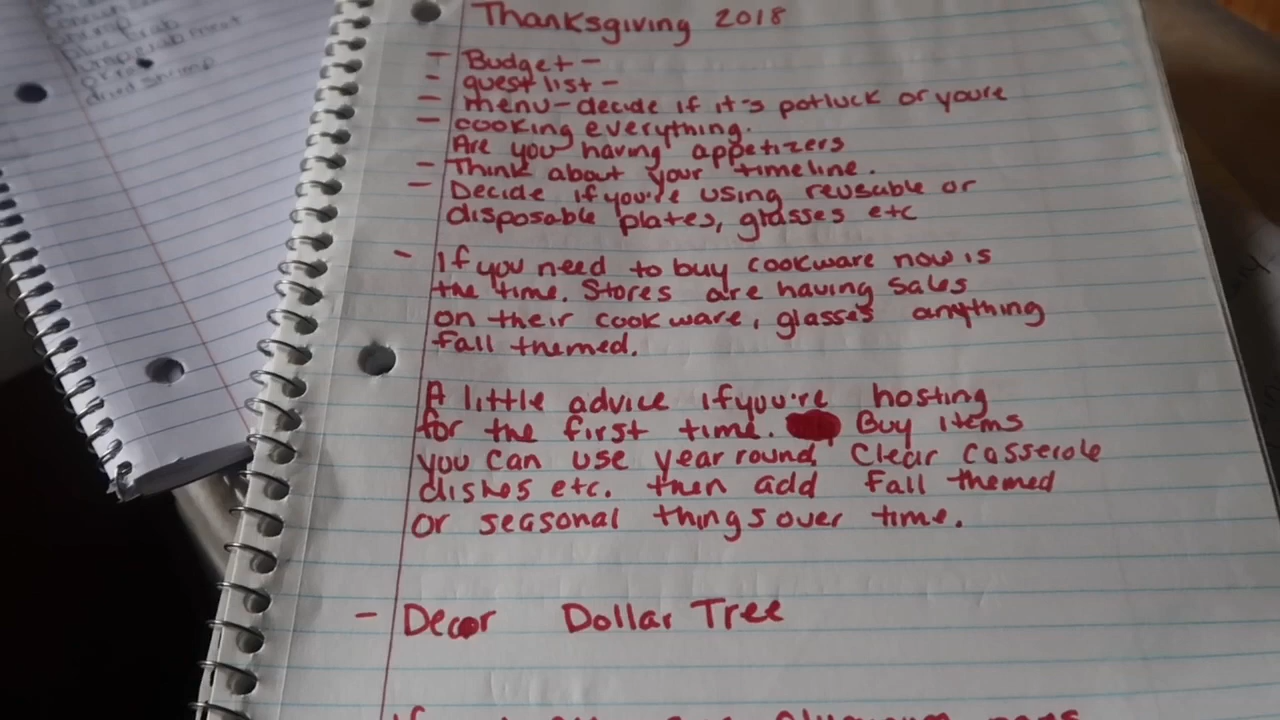 Thanksgiving 2018
- Budget -
- guest list -
- menu - decide if it's potluck or youre
- cooking everything.
Are you having appetizers
- Think about your timeline.
- Decide if you're using reusable or
disposable plates, glasses etc
- If you need to buy cookware now is
the time. Stores are having sales
on their cookware, glasses anything
fall themed.
A little advice if you're hosting
for the first time. Buy items
you can use year round, Clear casserole
dishes etc. then add fall themed
or seasonal things over time.
- Decor Dollar Tree
dried shrimp